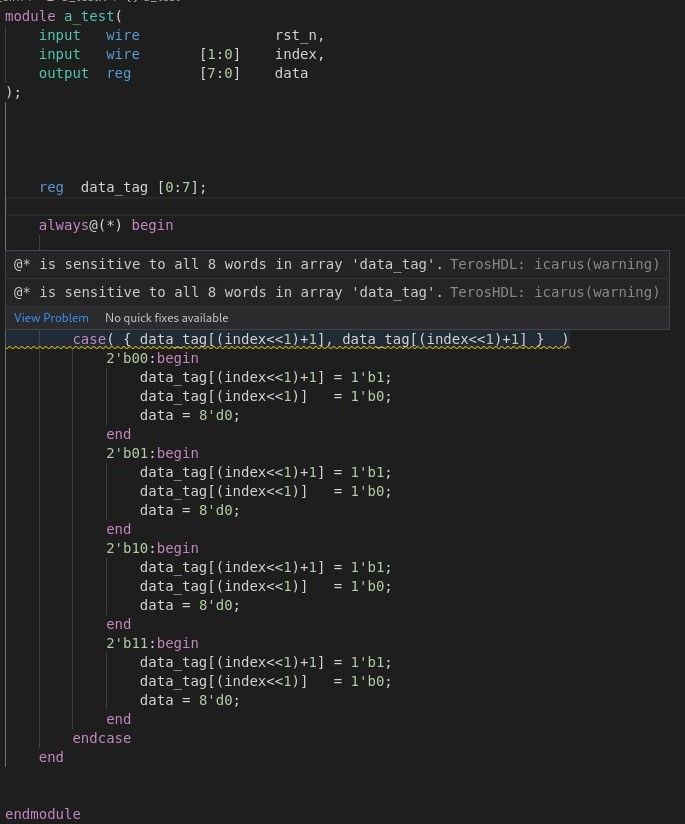 module a_test(
    input   wire                rst_n,
    input   wire       [1:0]    index,
    output  reg        [7:0]    data
);
    reg  data_tag [0:7];
    always@(*) begin
@* is sensitive to all 8 words in array 'data_tag'. TerosHDL: icarus(warning)
@* is sensitive to all 8 words in array 'data_tag'. TerosHDL: icarus(warning)
View Problem    No quick fixes available
        case( { data_tag[(index<<1)+1], data_tag[(index<<1)+1] }  )
            2'b00:begin
                data_tag[(index<<1)+1] = 1'b1;
                data_tag[(index<<1)]   = 1'b0;
                data = 8'd0;
            end
            2'b01:begin
                data_tag[(index<<1)+1] = 1'b1;
                data_tag[(index<<1)]   = 1'b0;
                data = 8'd0;
            end
            2'b10:begin
                data_tag[(index<<1)+1] = 1'b1;
                data_tag[(index<<1)]   = 1'b0;
                data = 8'd0;
            end
            2'b11:begin
                data_tag[(index<<1)+1] = 1'b1;
                data_tag[(index<<1)]   = 1'b0;
                data = 8'd0;
            end
        endcase
    end
endmodule